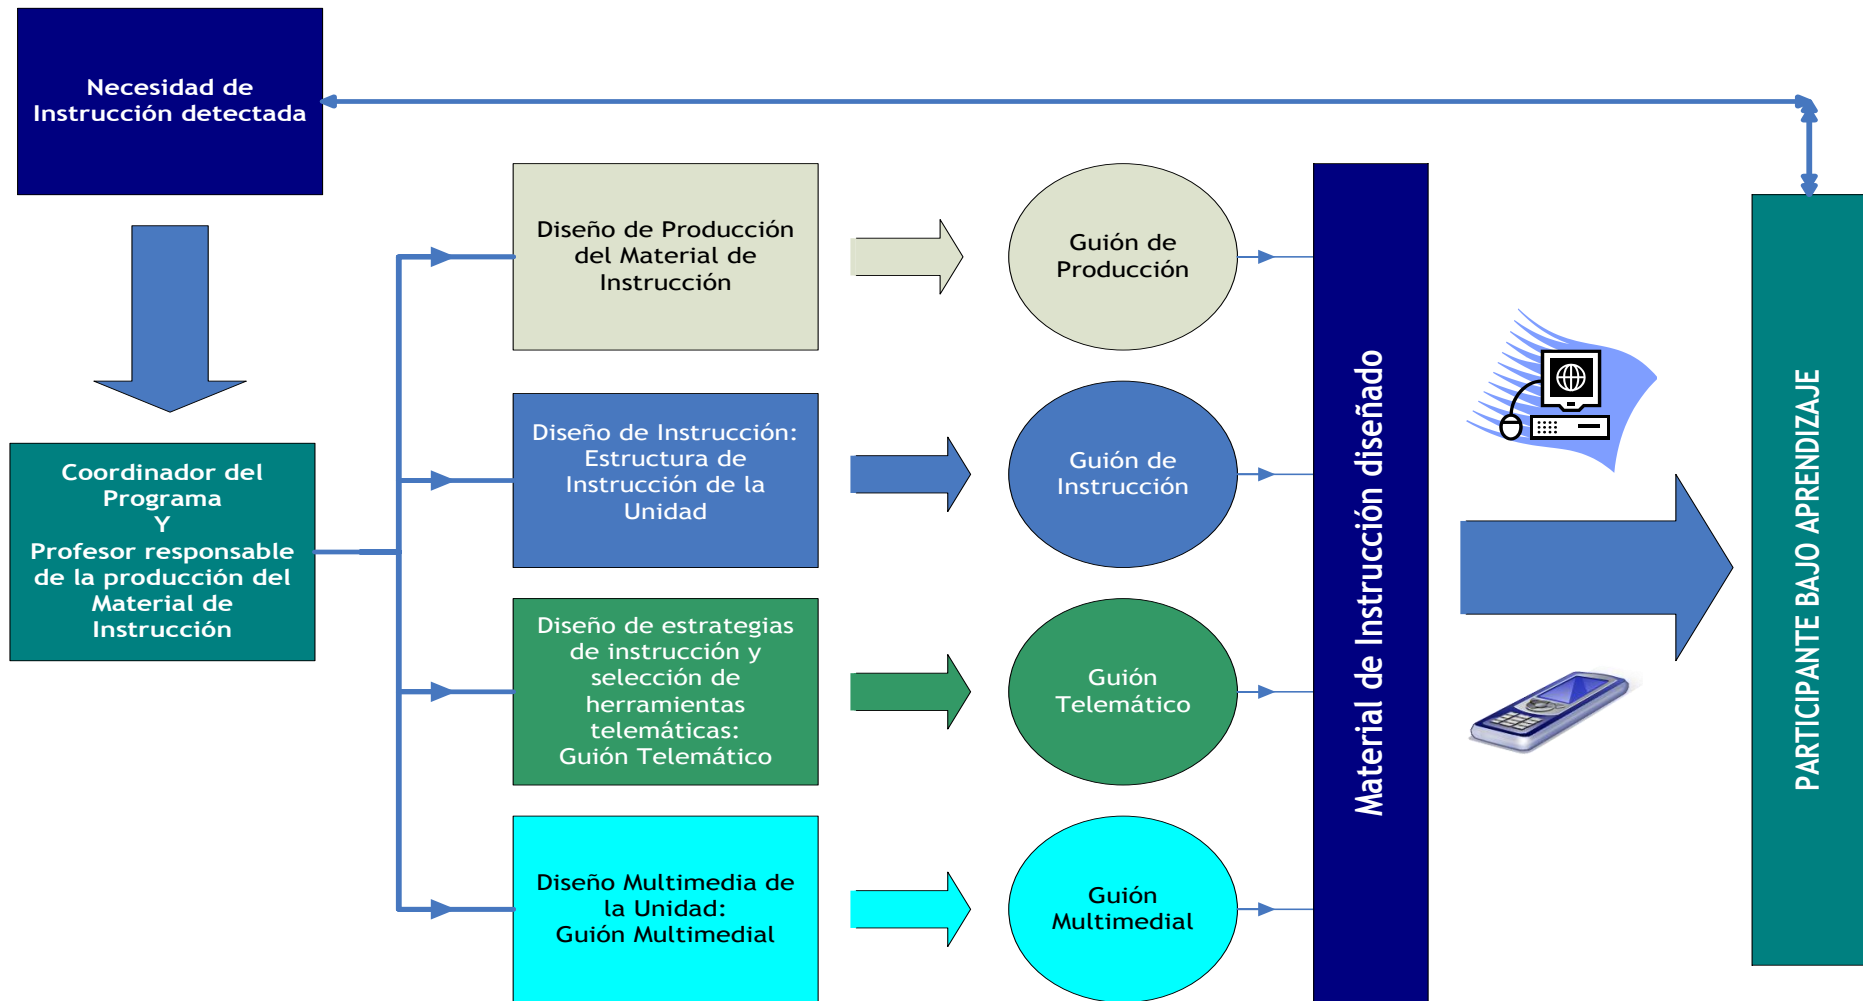 Necesidad de
Instrucción detectada
Coordinador del
Programa
Y
Profesor responsable
de la producción del
Material de
Instrucción
Diseño de Producción
del Material de
Instrucción
Guión de
Producción
Diseño de Instrucción:
Estructura de
Instrucción de la
Unidad
Guión de
Instrucción
Diseño de estrategias
de instrucción y
selección de
herramientas
telemáticas:
Guión Telemático
Guión
Telemático
Diseño Multimedia de
la Unidad:
Guión Multimedial
Guión
Multimedial
Material de Instrucción diseñado
PARTICIPANTE BAJO APRENDIZAJE